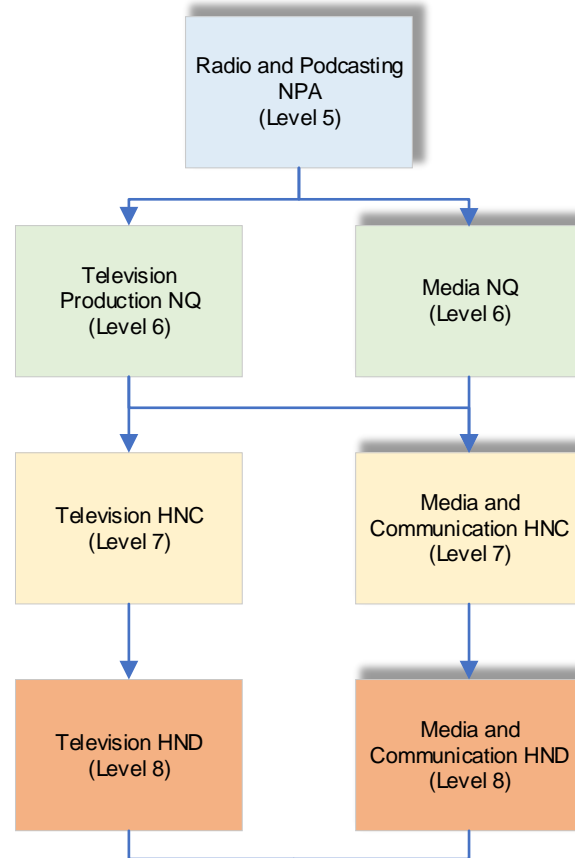 Radio and Podcasting
NPA
(Level 5)
Television
Production NQ
(Level 6)
Media NQ
(Level 6)
Television HNC
(Level 7)
Media and
Communication HNC
(Level 7)
Television HND
(Level 8)
Media and
Communication HND
(Level 8)